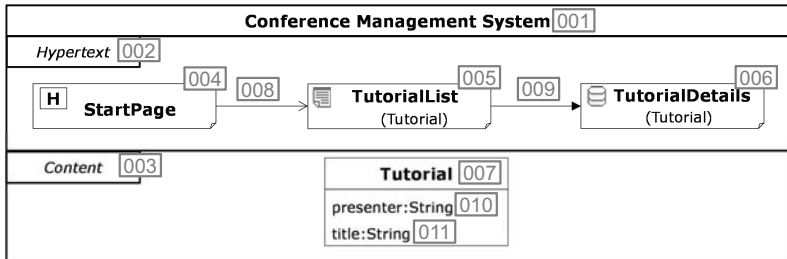 Conference Management System 001
Hypertext 002
H StartPage 004
008
TutorialList 005
(Tutorial)
009
TutorialDetails 006
(Tutorial)
Content 003
Tutorial 007
presenter:String 010
title:String 011